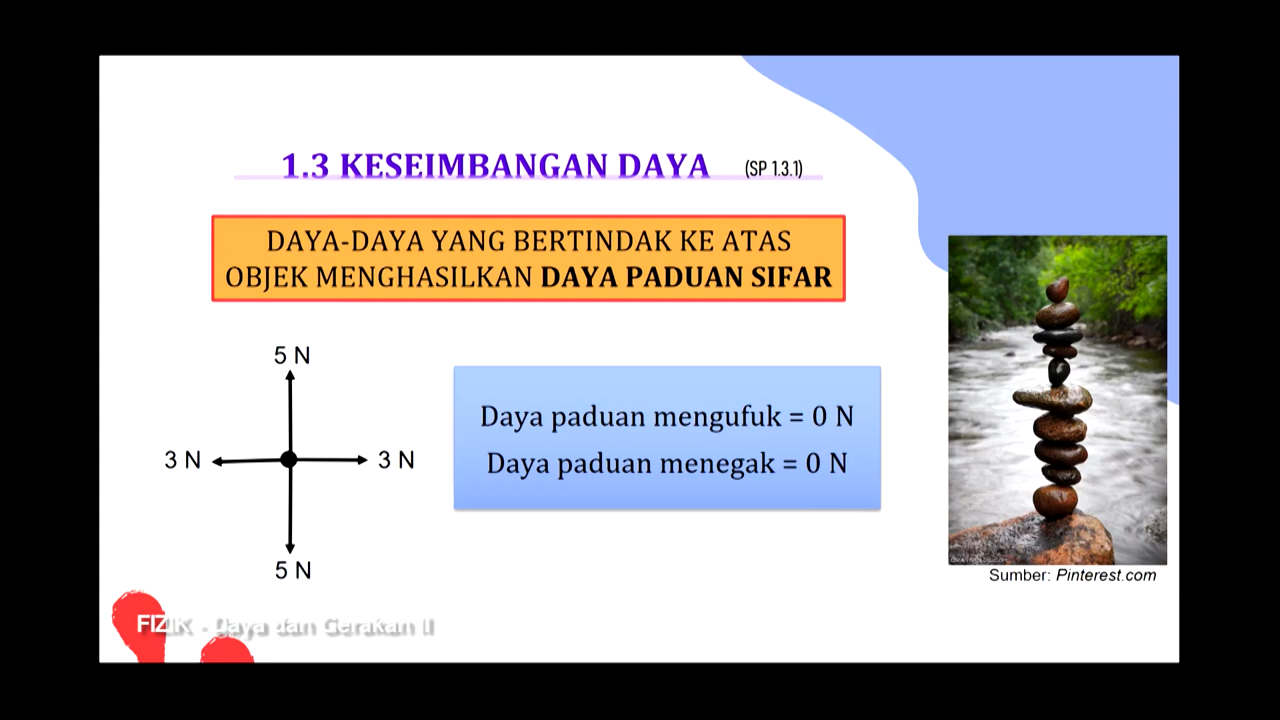 1.3 KESEIMBANGAN DAYA (SP 1.3.1)
DAYA-DAYA YANG BERTINDAK KE ATAS
OBJEK MENGHASILKAN DAYA PADUAN SIFAR
5 N
3 N
3 N
5 N
Daya paduan mengufuk = 0 N
Daya paduan menegak = 0 N
Sumber: Pinterest.com
FIZIK - Daya dan Gerakan II